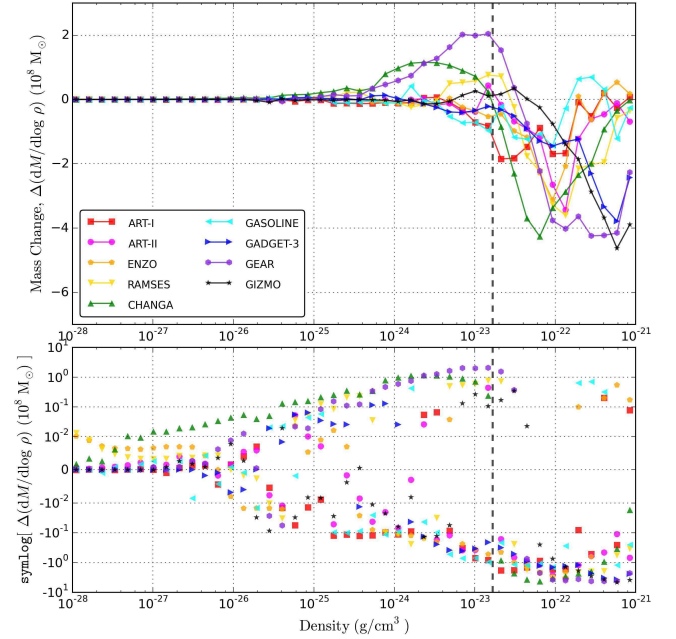 Mass Change, Δ(dM/dlog ρ) (10⁸ M⊙)
2
0
−2
−4
−6
ART-I
ART-II
ENZO
RAMSES
CHANGA
GASOLINE
GADGET-3
GEAR
GIZMO
10⁻²⁸ 10⁻²⁷ 10⁻²⁶ 10⁻²⁵ 10⁻²⁴ 10⁻²³ 10⁻²² 10⁻²¹
symlog[ Δ(dM/dlog ρ) (10⁸ M⊙) ]
10¹
10⁰
10⁻¹
10⁻²
0
-10⁻²
-10⁻¹
-10⁰
-10¹
10⁻²⁸ 10⁻²⁷ 10⁻²⁶ 10⁻²⁵ 10⁻²⁴ 10⁻²³ 10⁻²² 10⁻²¹
Density (g/cm³ )